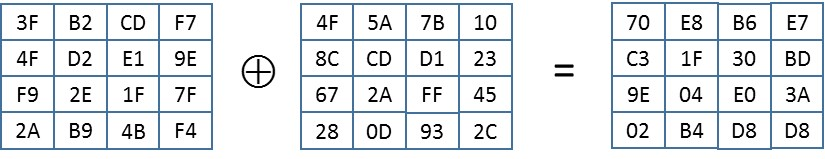 3F B2 CD F7 4F 5A 7B 10 70 E8 B6 E7
4F D2 E1 9E 8C CD D1 23 C3 1F 30 BD
⊕ =
F9 2E 1F 7F 67 2A FF 45 9E 04 E0 3A
2A B9 4B F4 28 0D 93 2C 02 B4 D8 D8